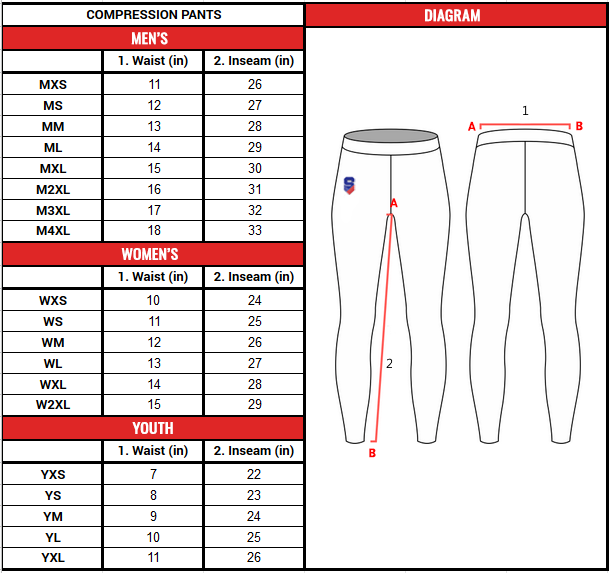 COMPRESSION PANTS
MEN'S
1. Waist (in) 2. Inseam (in)
MXS 11 26
MS 12 27
MM 13 28
ML 14 29
MXL 15 30
M2XL 16 31
M3XL 17 32
M4XL 18 33
WOMEN'S
1. Waist (in) 2. Inseam (in)
WXS 10 24
WS 11 25
WM 12 26
WL 13 27
WXL 14 28
W2XL 15 29
YOUTH
1. Waist (in) 2. Inseam (in)
YXS 7 22
YS 8 23
YM 9 24
YL 10 25
YXL 11 26
DIAGRAM
1
A B
S
A
2
B